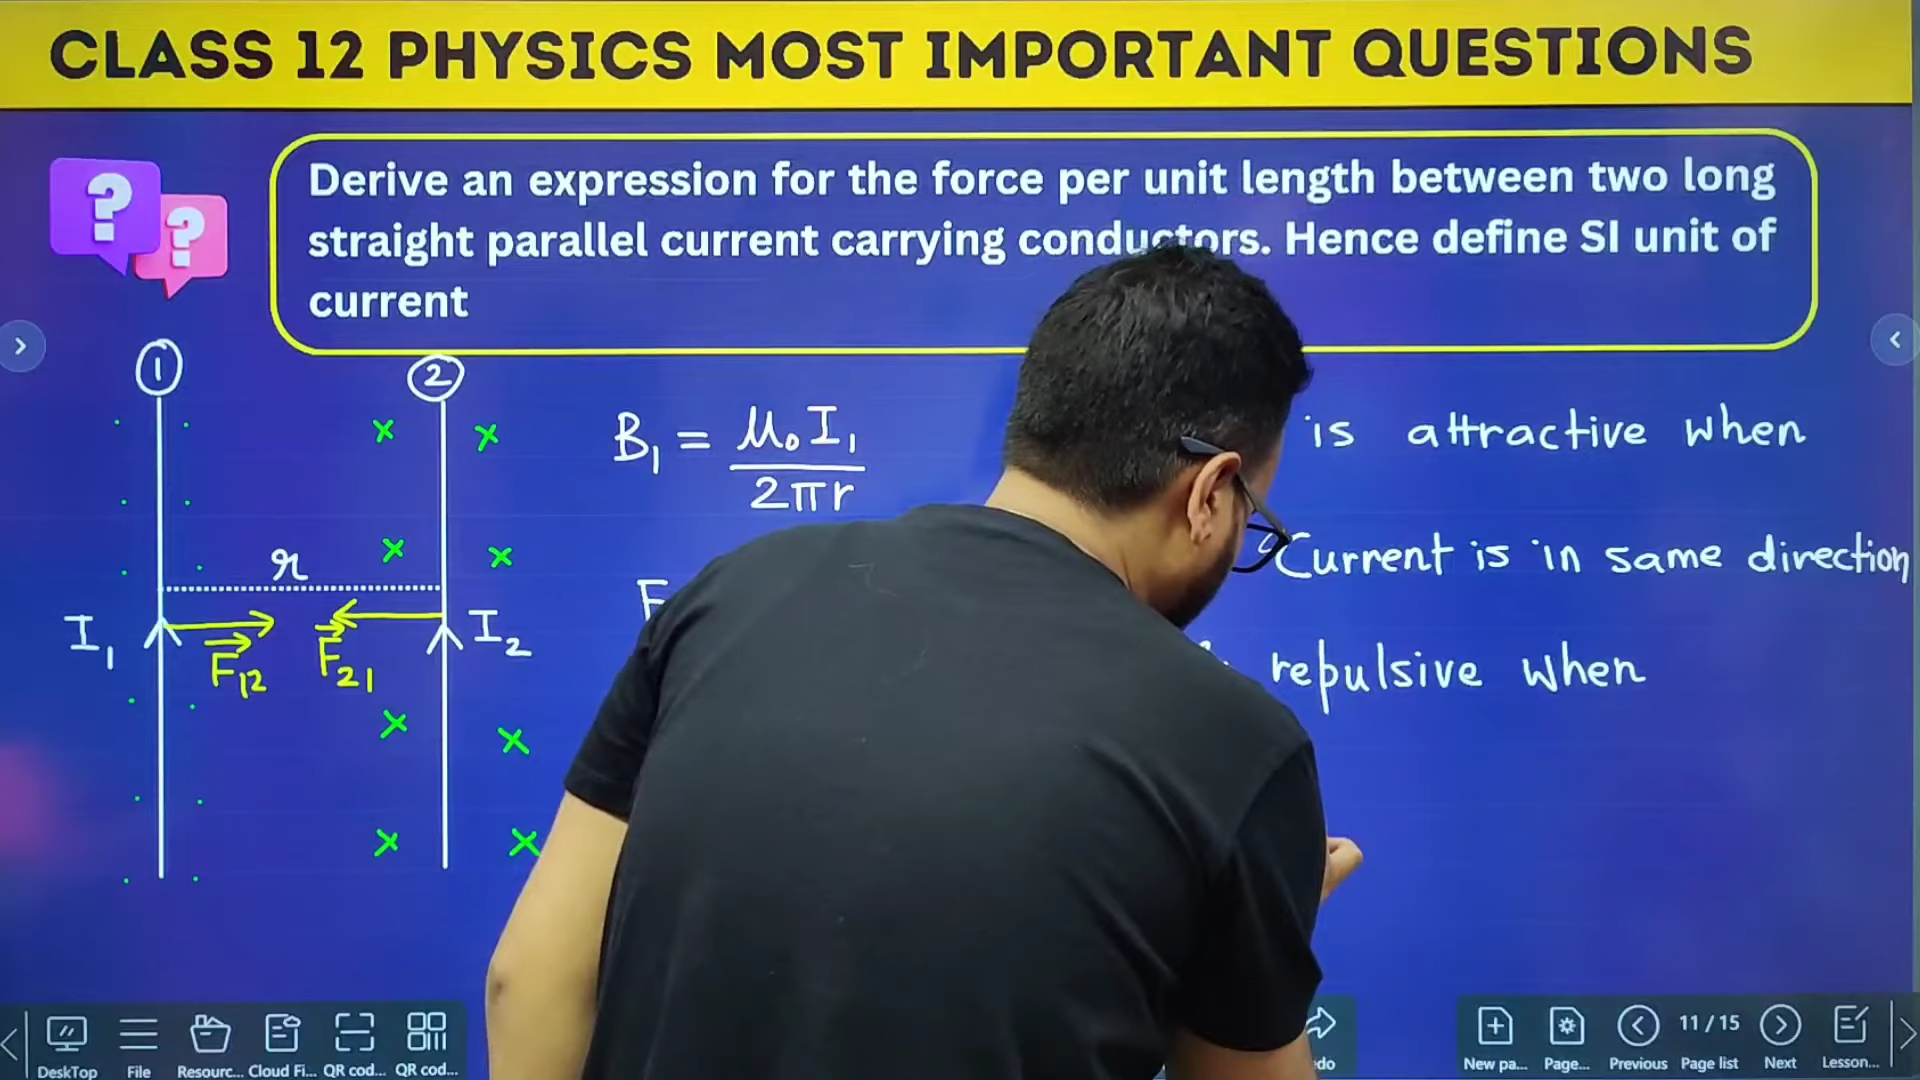 CLASS 12 PHYSICS MOST IMPORTANT QUESTIONS
? ?
Derive an expression for the force per unit length between two long
straight parallel current carrying conductors. Hence define SI unit of
current
1 2
B₁ = μ₀I₁
2πr
r
I₁ I₂
F₁₂ F₂₁
F
is attractive when
Current is in same direction
repulsive when
DeskTop File Resourc... Cloud Fi... QR cod... QR cod...
do New pa... Page... Previous 11/15 Page list Next Lesson...